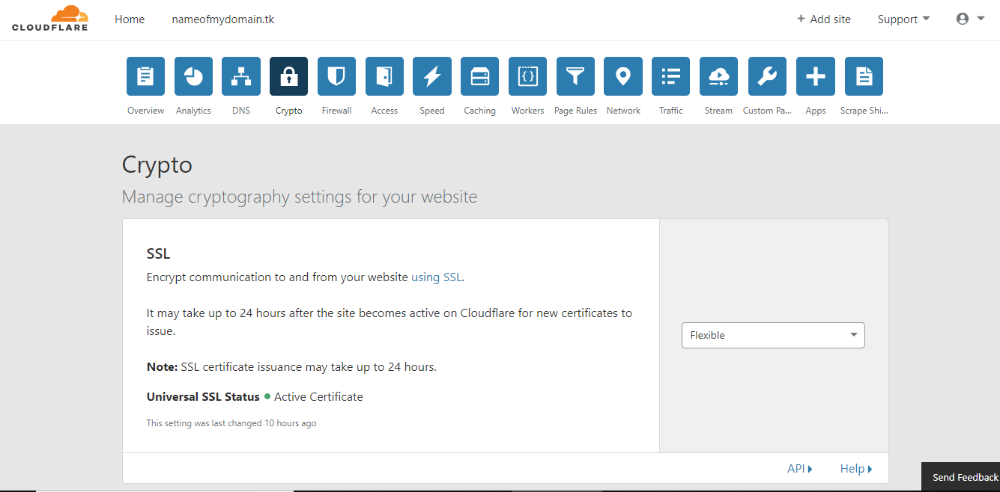 CLOUDFLARE Home nameofmydomain.tk + Add site Support
Overview Analytics DNS Crypto Firewall Access Speed Caching Workers Page Rules Network Traffic Stream Custom Pa... Apps Scrape Shi...
Crypto
Manage cryptography settings for your website
SSL
Encrypt communication to and from your website using SSL.
It may take up to 24 hours after the site becomes active on Cloudflare for new certificates to
issue.
Note: SSL certificate issuance may take up to 24 hours.
Universal SSL Status Active Certificate
This setting was last changed 10 hours ago
Flexible
API Help
Send Feedback